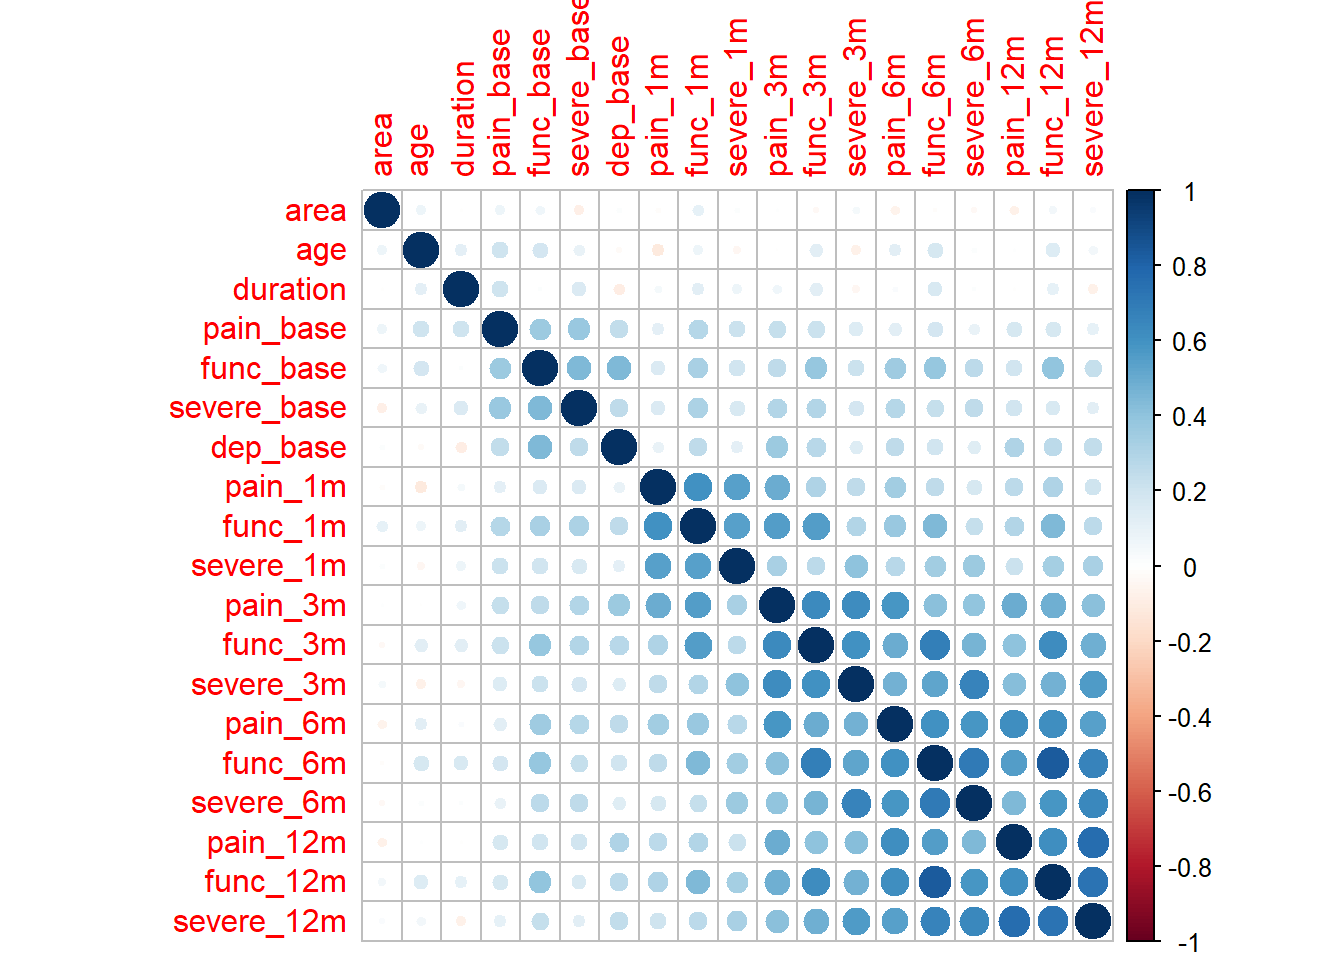 area
age
duration
pain_base
func_base
severe_base
dep_base
pain_1m
func_1m
severe_1m
pain_3m
func_3m
severe_3m
pain_6m
func_6m
severe_6m
pain_12m
func_12m
severe_12m
area
age
duration
pain_base
func_base
severe_base
dep_base
pain_1m
func_1m
severe_1m
pain_3m
func_3m
severe_3m
pain_6m
func_6m
severe_6m
pain_12m
func_12m
severe_12m
1
0.8
0.6
0.4
0.2
0
-0.2
-0.4
-0.6
-0.8
-1